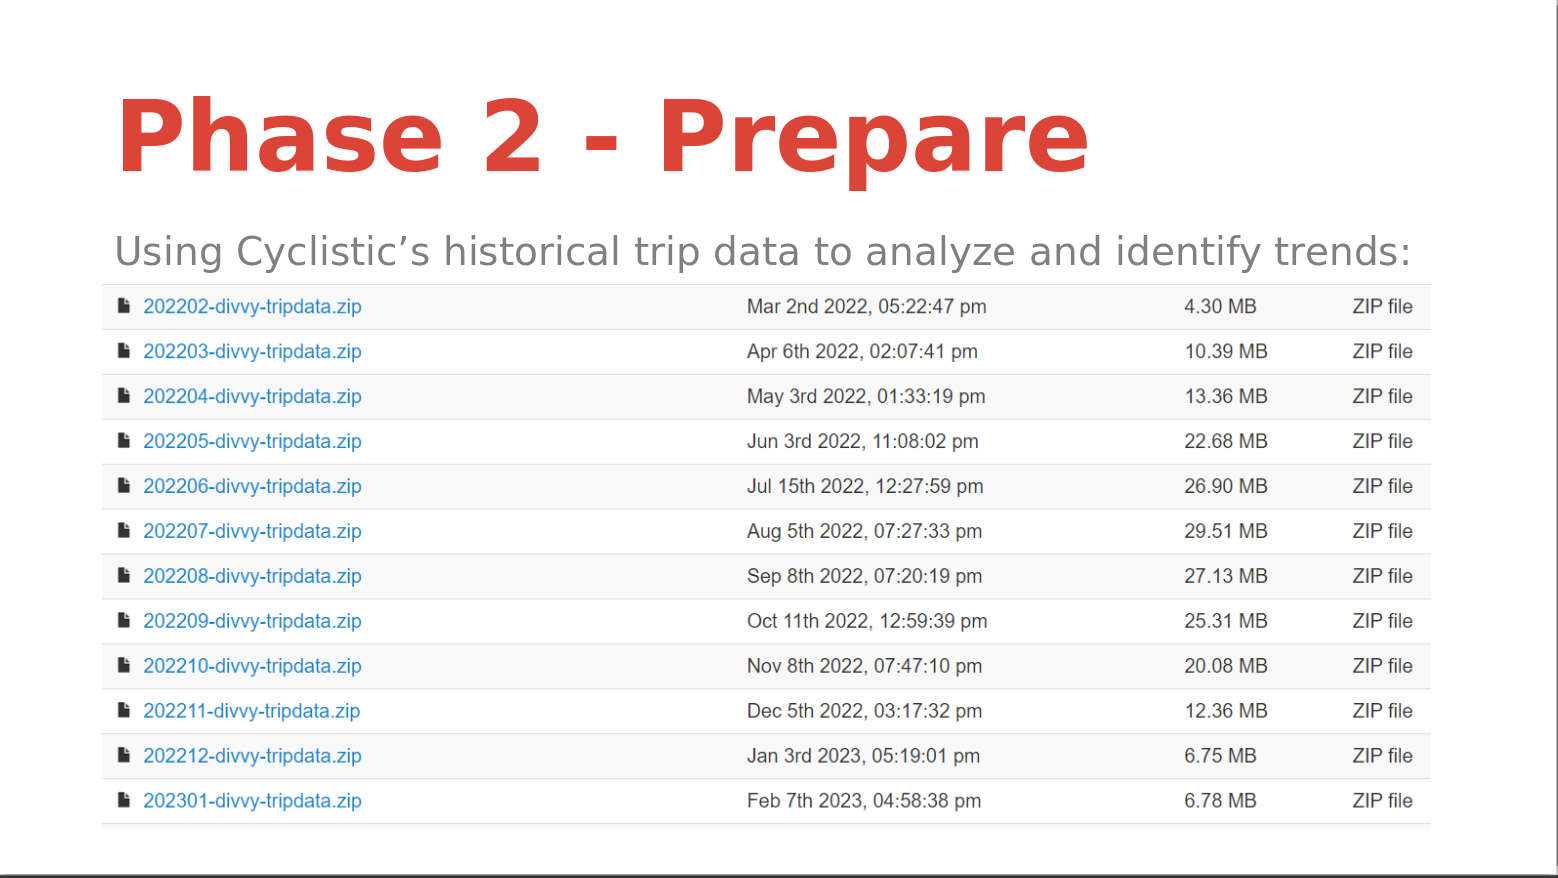 Phase 2 - Prepare
Using Cyclistic’s historical trip data to analyze and identify trends:
202202-divvy-tripdata.zip Mar 2nd 2022, 05:22:47 pm 4.30 MB ZIP file
202203-divvy-tripdata.zip Apr 6th 2022, 02:07:41 pm 10.39 MB ZIP file
202204-divvy-tripdata.zip May 3rd 2022, 01:33:19 pm 13.36 MB ZIP file
202205-divvy-tripdata.zip Jun 3rd 2022, 11:08:02 pm 22.68 MB ZIP file
202206-divvy-tripdata.zip Jul 15th 2022, 12:27:59 pm 26.90 MB ZIP file
202207-divvy-tripdata.zip Aug 5th 2022, 07:27:33 pm 29.51 MB ZIP file
202208-divvy-tripdata.zip Sep 8th 2022, 07:20:19 pm 27.13 MB ZIP file
202209-divvy-tripdata.zip Oct 11th 2022, 12:59:39 pm 25.31 MB ZIP file
202210-divvy-tripdata.zip Nov 8th 2022, 07:47:10 pm 20.08 MB ZIP file
202211-divvy-tripdata.zip Dec 5th 2022, 03:17:32 pm 12.36 MB ZIP file
202212-divvy-tripdata.zip Jan 3rd 2023, 05:19:01 pm 6.75 MB ZIP file
202301-divvy-tripdata.zip Feb 7th 2023, 04:58:38 pm 6.78 MB ZIP file